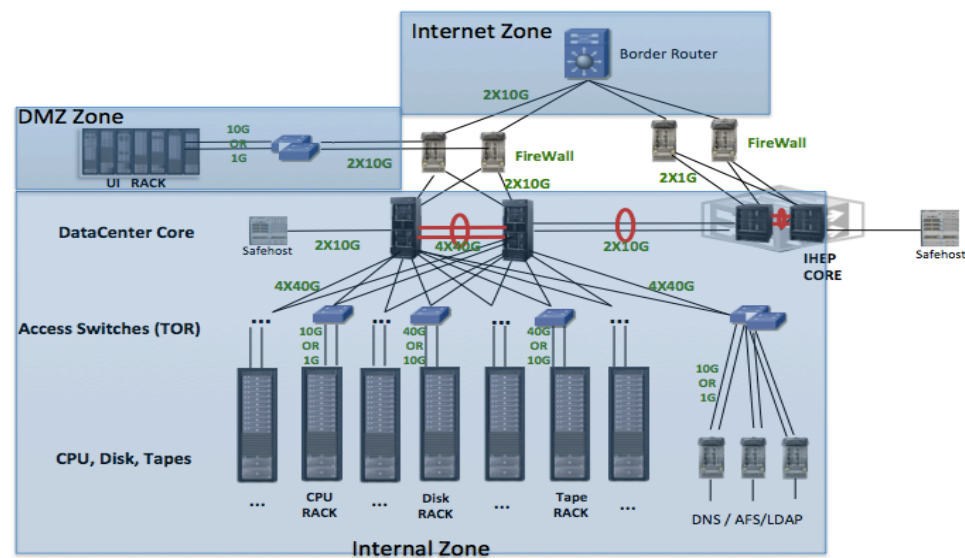 Internet Zone
Border Router
2X10G
DMZ Zone
10G
OR
1G
2X10G
UI RACK
FireWall
FireWall
2X10G
2X1G
DataCenter Core
Safehost
2X10G
4X40G
2X10G
IHEP
CORE
Safehost
4X40G
4X40G
Access Switches (TOR)
...
...
...
...
10G
OR
1G
40G
OR
10G
40G
OR
10G
10G
OR
1G
CPU, Disk, Tapes
...
CPU
RACK
...
Disk
RACK
...
Tape
RACK
...
DNS / AFS/LDAP
Internal Zone